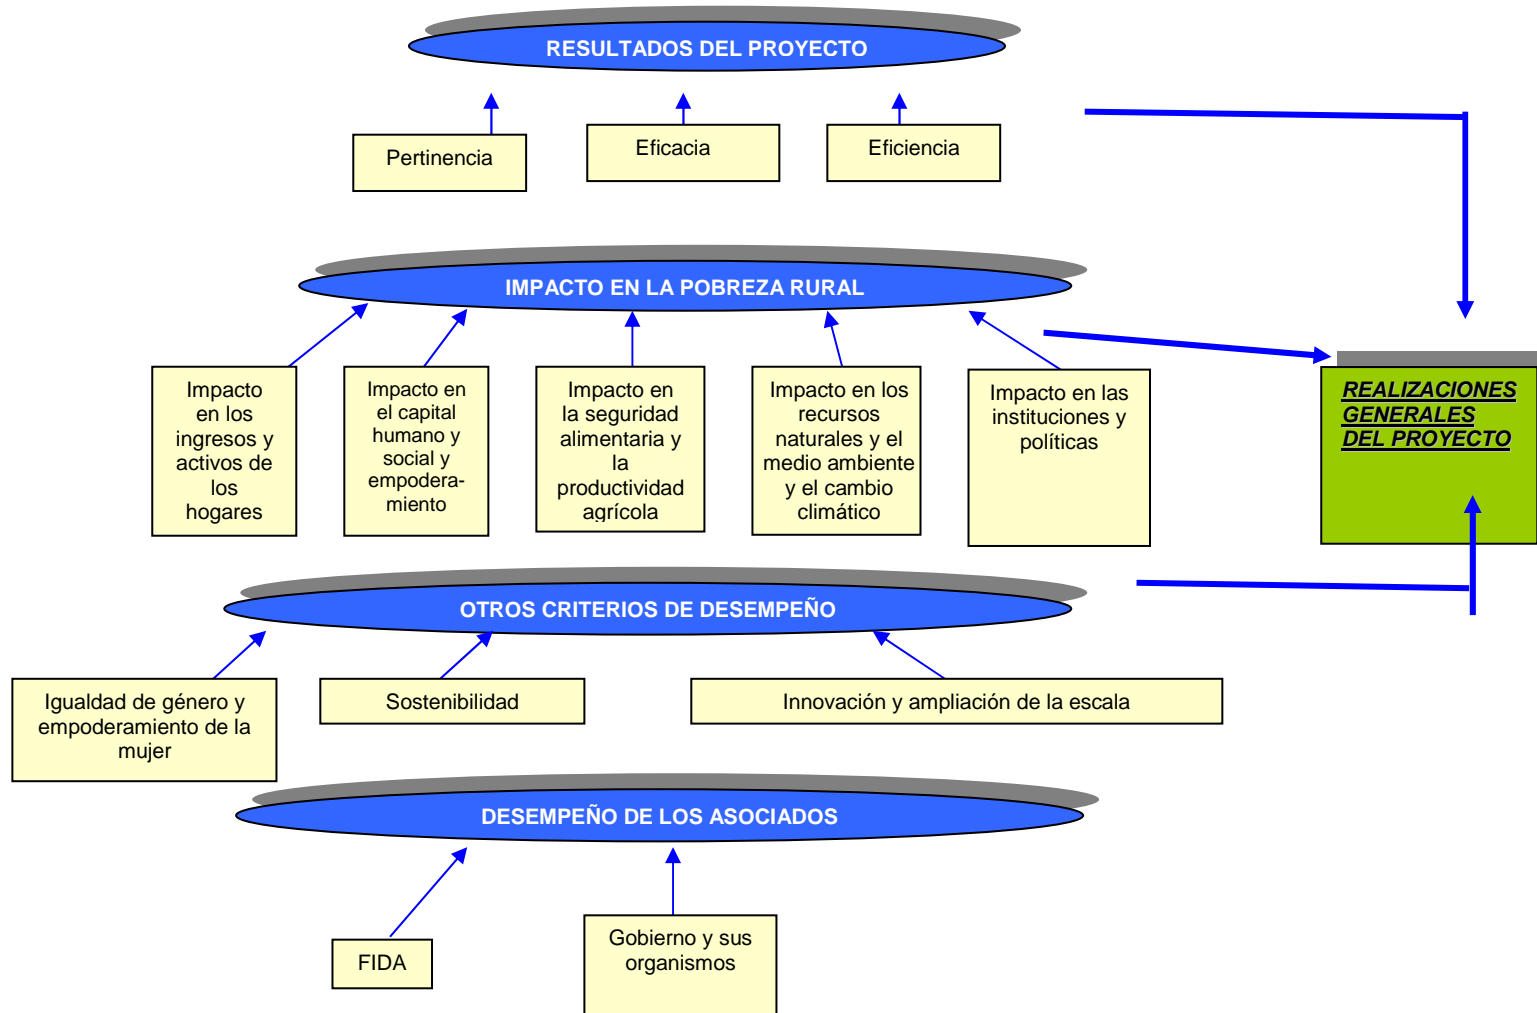 RESULTADOS DEL PROYECTO
Pertinencia
Eficacia
Eficiencia
IMPACTO EN LA POBREZA RURAL
Impacto
en los
ingresos y
activos de
los
hogares
Impacto en
el capital
humano y
social y
empodera-
miento
Impacto en
la seguridad
alimentaria y
la
productividad
agrícola
Impacto en los
recursos
naturales y el
medio ambiente
y el cambio
climático
Impacto en las
instituciones y
políticas
REALIZACIONES
GENERALES
DEL PROYECTO
OTROS CRITERIOS DE DESEMPEÑO
Igualdad de género y
empoderamiento de la
mujer
Sostenibilidad
Innovación y ampliación de la escala
DESEMPEÑO DE LOS ASOCIADOS
FIDA
Gobierno y sus
organismos